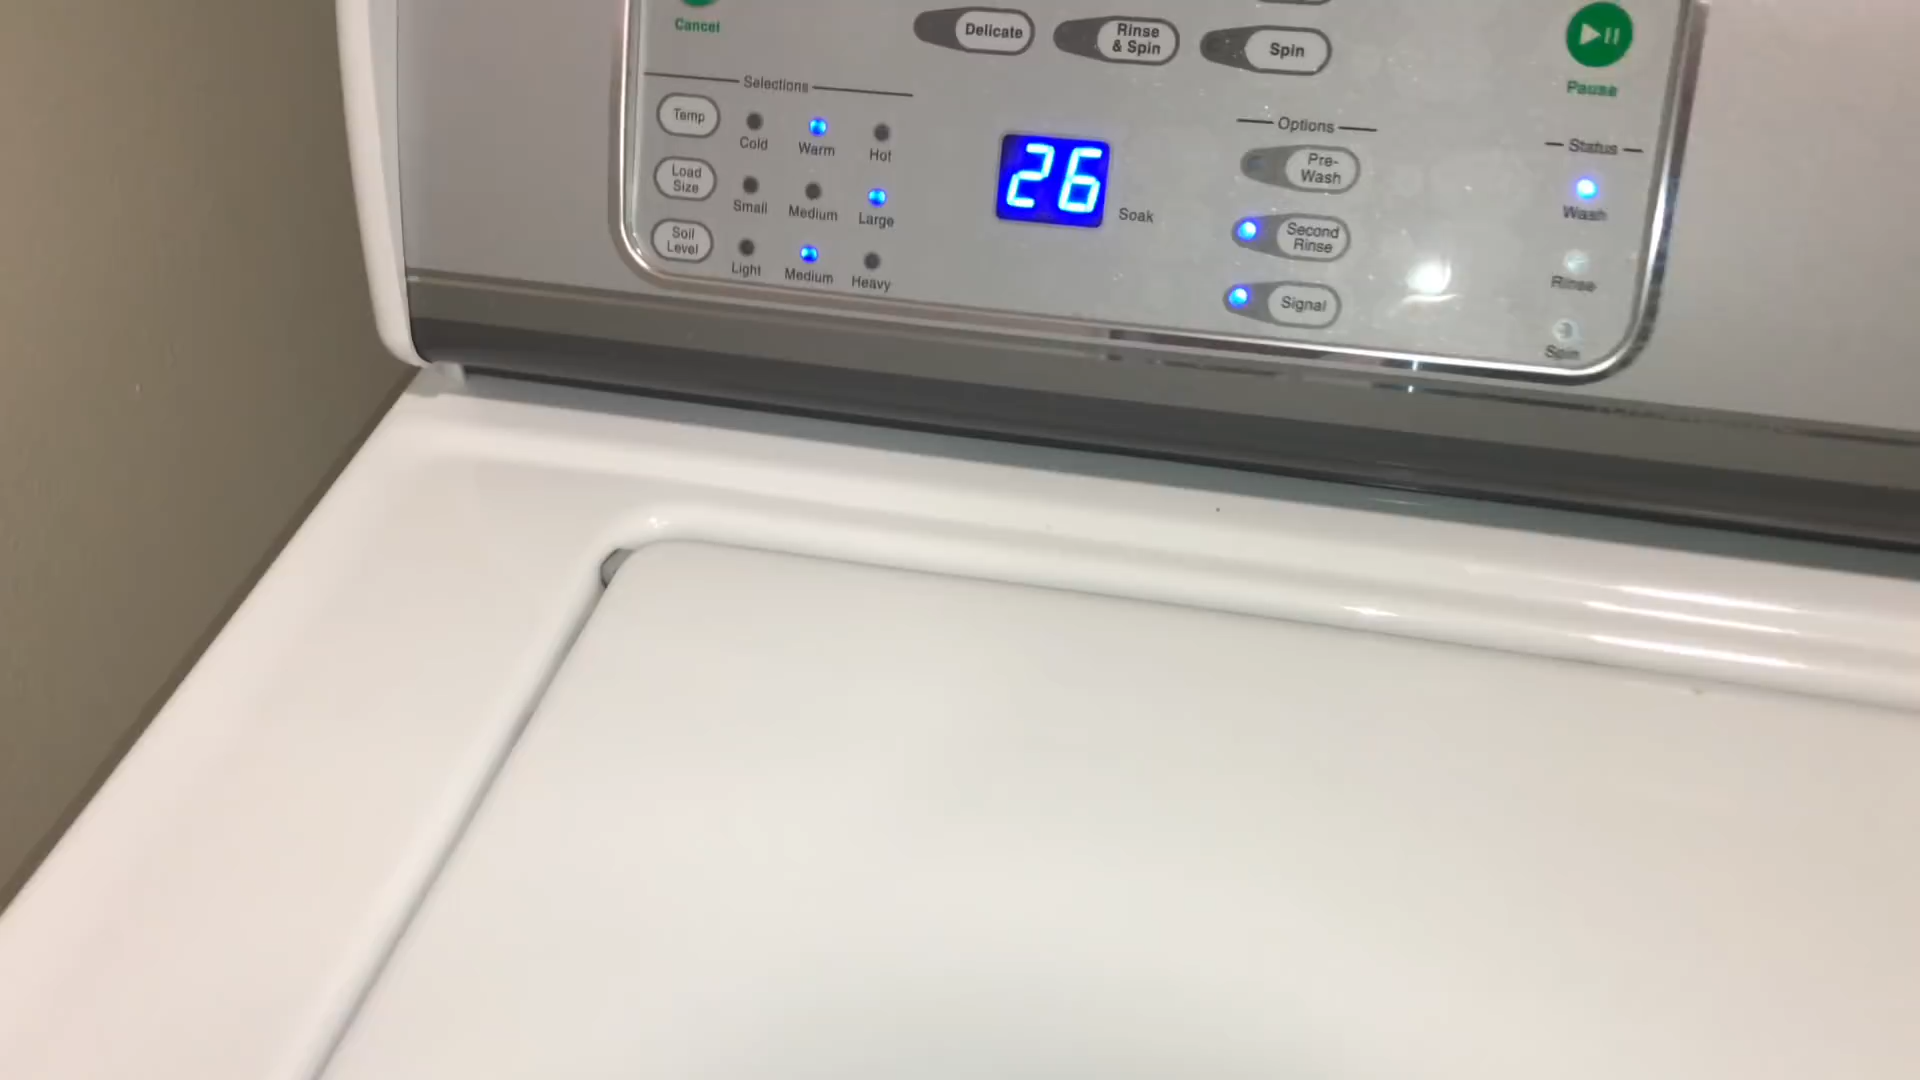 Cancel
Delicate
Rinse
& Spin
Spin
Pause
Selections
Temp
Cold
Warm
Hot
Load
Size
Small
Medium
Large
Soil
Level
Light
Medium
Heavy
26
Soak
Options
Pre-
Wash
Second
Rinse
Signal
Status
Wash
Rinse
Spin